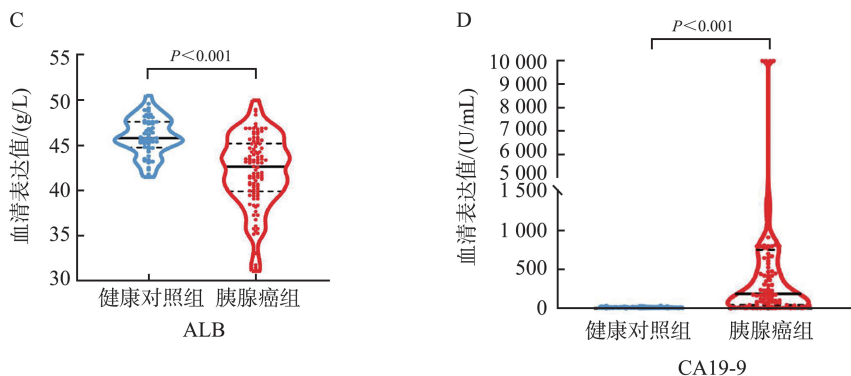 C
P＜0.001
血清表达值/(g/L)
55
50
45
40
35
30
健康对照组 胰腺癌组
ALB
D
P＜0.001
血清表达值/(U/mL)
10 000
9 000
8 000
7 000
6 000
5 000
1 500
1 000
500
0
健康对照组 胰腺癌组
CA19-9